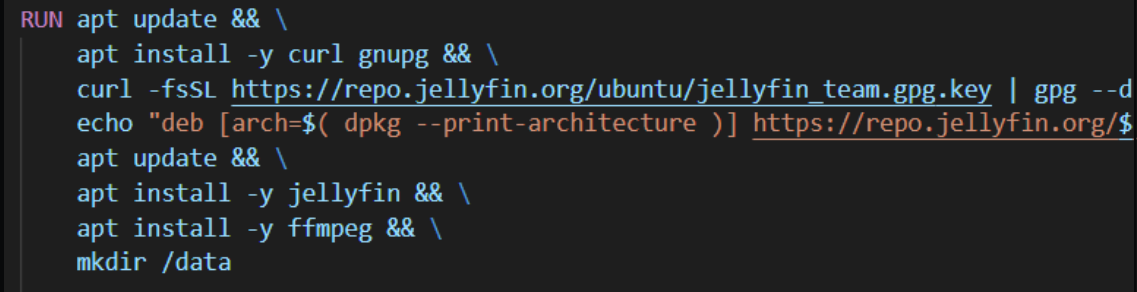 RUN apt update && \
apt install -y curl gnupg && \
curl -fsSL https://repo.jellyfin.org/ubuntu/jellyfin_team.gpg.key | gpg --d
echo "deb [arch=$( dpkg --print-architecture )] https://repo.jellyfin.org/$
apt update && \
apt install -y jellyfin && \
apt install -y ffmpeg && \
mkdir /data